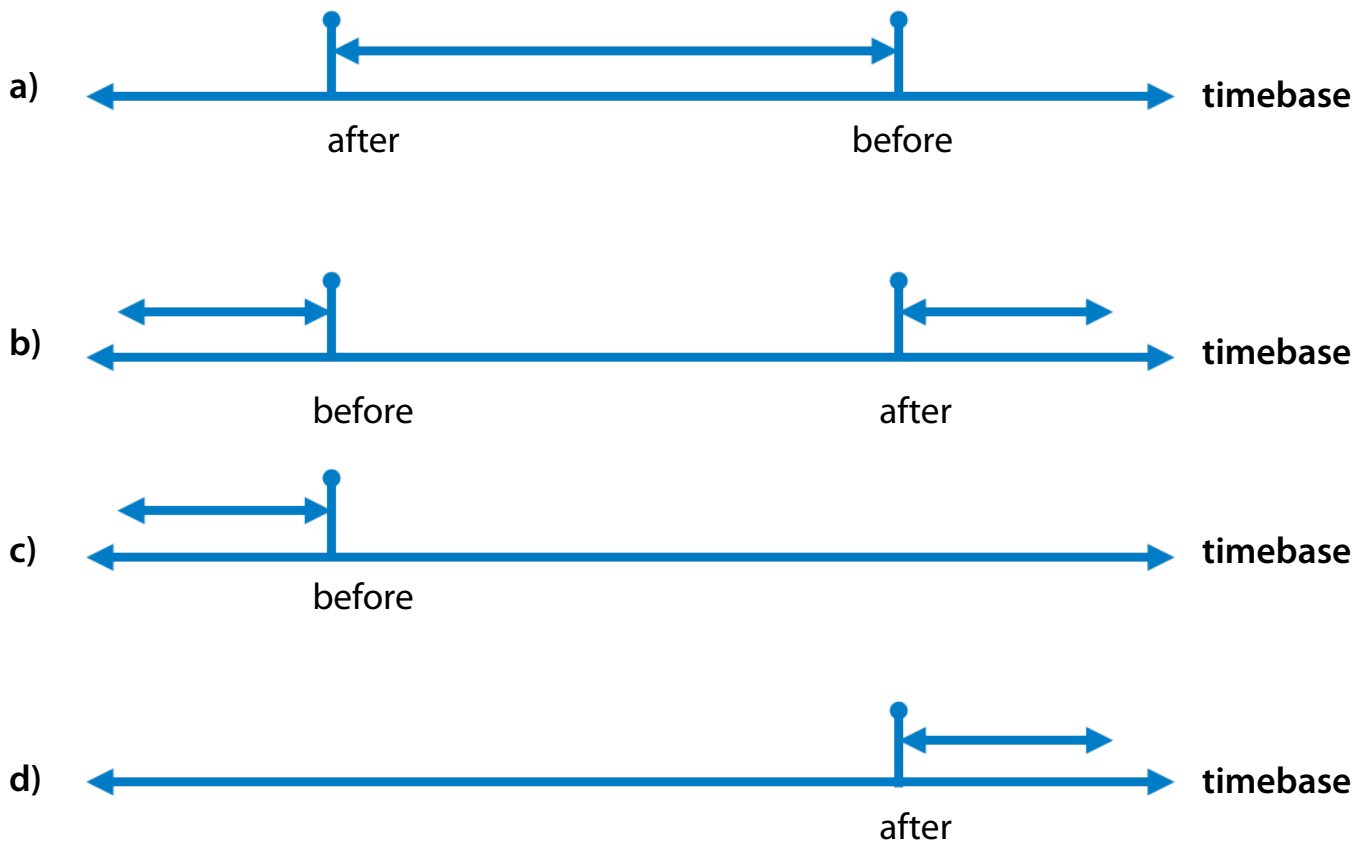 a) timebase
after before
b) timebase
before after
c) timebase
before
d) timebase
after